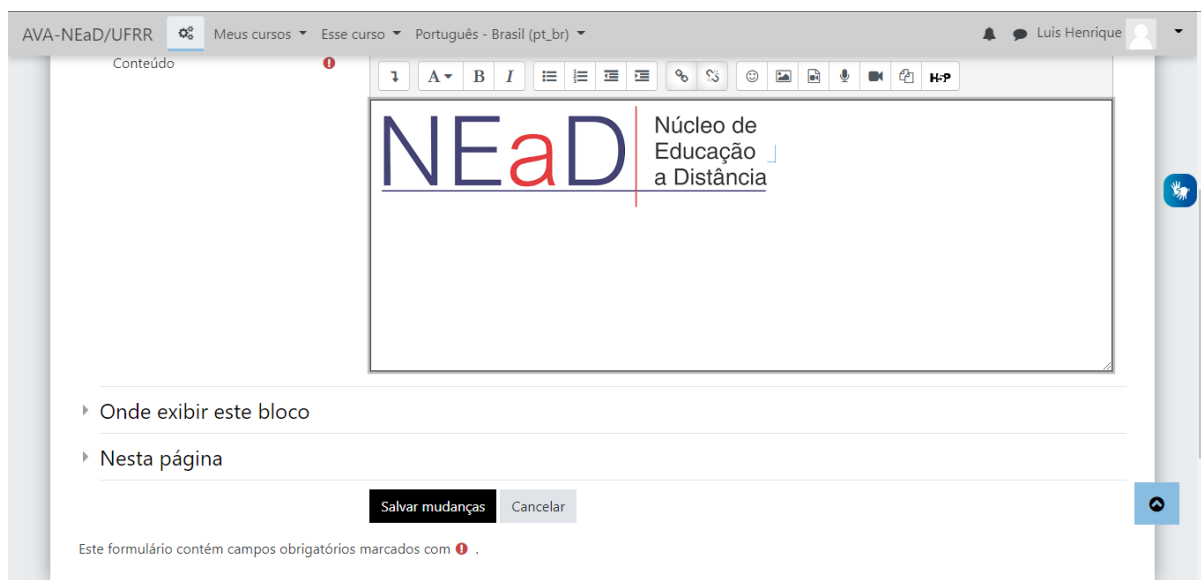 AVA-NEaD/UFRR Meus cursos Esse curso Português - Brasil (pt_br) Luis Henrique
Conteúdo
A B I H-P
NEaD
Núcleo de
Educação
a Distância
Onde exibir este bloco
Nesta página
Salvar mudanças Cancelar
Este formulário contém campos obrigatórios marcados com .